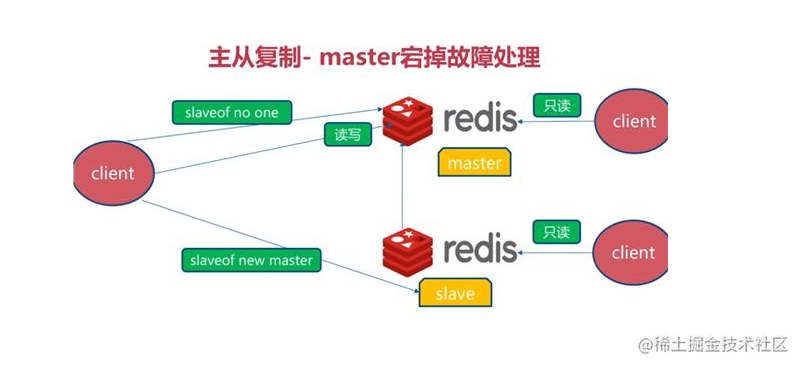 主从复制- master宕掉故障处理
slaveof no one
redis
只读
client
读写
client
master
redis
只读
client
slaveof new master
slave
@稀土掘金技术社区